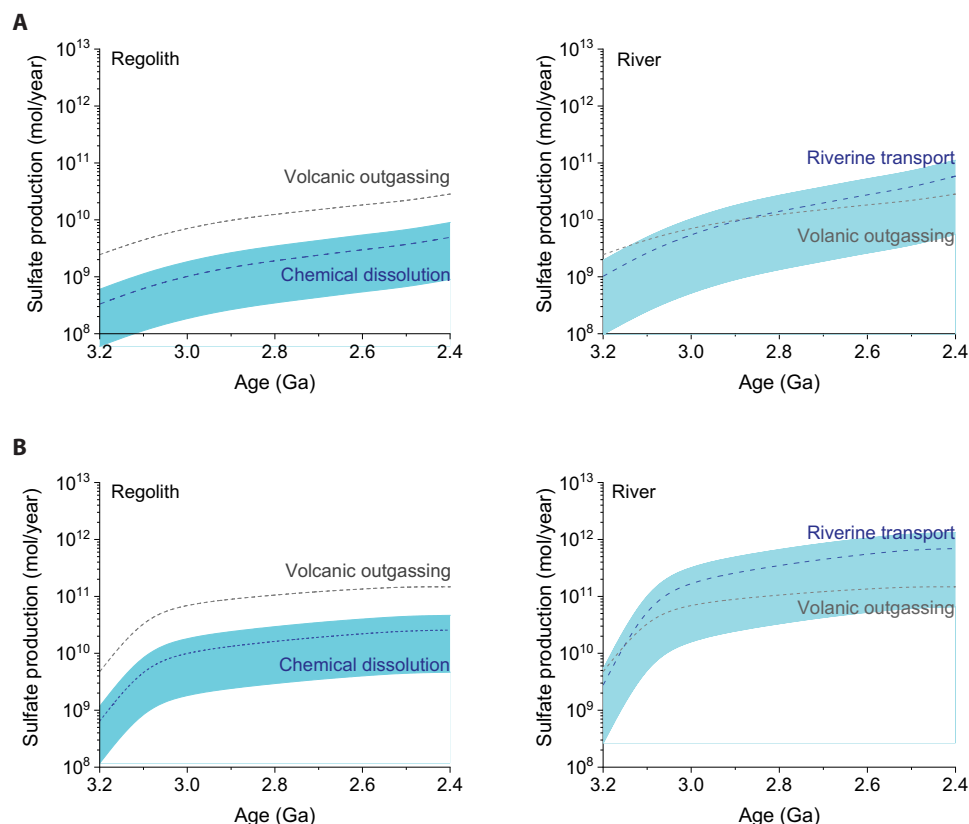 A
Regolith
Sulfate production (mol/year)
10^13
10^12
10^11
10^10
10^9
10^8
Volcanic outgassing
Chemical dissolution
3.2
3.0
2.8
2.6
2.4
Age (Ga)
River
Sulfate production (mol/year)
10^13
10^12
10^11
10^10
10^9
10^8
Riverine transport
Volanic outgassing
3.2
3.0
2.8
2.6
2.4
Age (Ga)
B
Regolith
Sulfate production (mol/year)
10^13
10^12
10^11
10^10
10^9
10^8
Volcanic outgassing
Chemical dissolution
3.2
3.0
2.8
2.6
2.4
Age (Ga)
River
Sulfate production (mol/year)
10^13
10^12
10^11
10^10
10^9
10^8
Riverine transport
Volanic outgassing
3.2
3.0
2.8
2.6
2.4
Age (Ga)